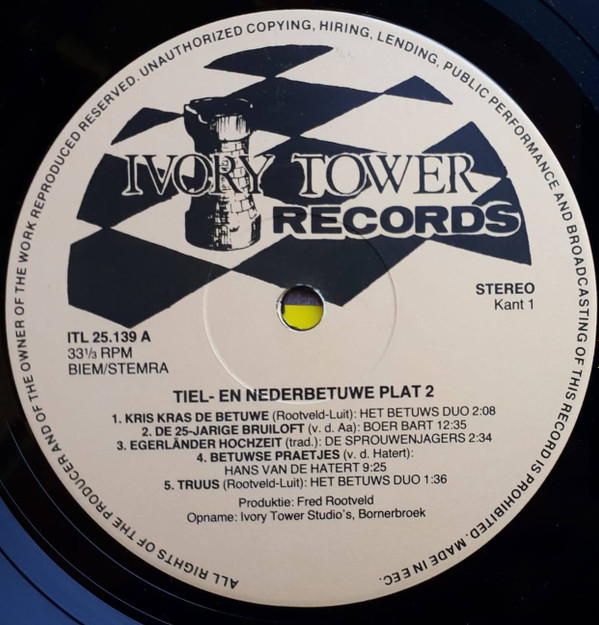 ALL RIGHTS OF THE PRODUCER AND OF THE OWNER OF THE WORK REPRODUCED RESERVED. UNAUTHORIZED COPYING, HIRING, LENDING, PUBLIC PERFORMANCE AND BROADCASTING OF THIS RECORD IS PROHIBITED. MADE IN EEC.
IVORY TOWER
RECORDS
STEREO
Kant 1
ITL 25.139 A
33⅓ RPM
BIEM/STEMRA
TIEL- EN NEDERBETUWE PLAT 2
1. KRIS KRAS DE BETUWE (Rootveld-Luit): HET BETUWS DUO 2:08
2. DE 25-JARIGE BRUILOFT (v. d. Aa): BOER BART 12:35
3. EGERLÄNDER HOCHZEIT (trad.): DE SPROUWENJAGERS 2:34
4. BETUWSE PRAETJES (v. d. Hatert):
HANS VAN DE HATERT 9:25
5. TRUUS (Rootveld-Luit): HET BETUWS DUO 1:36
Produktie: Fred Rootveld
Opname: Ivory Tower Studio's, Bornerbroek